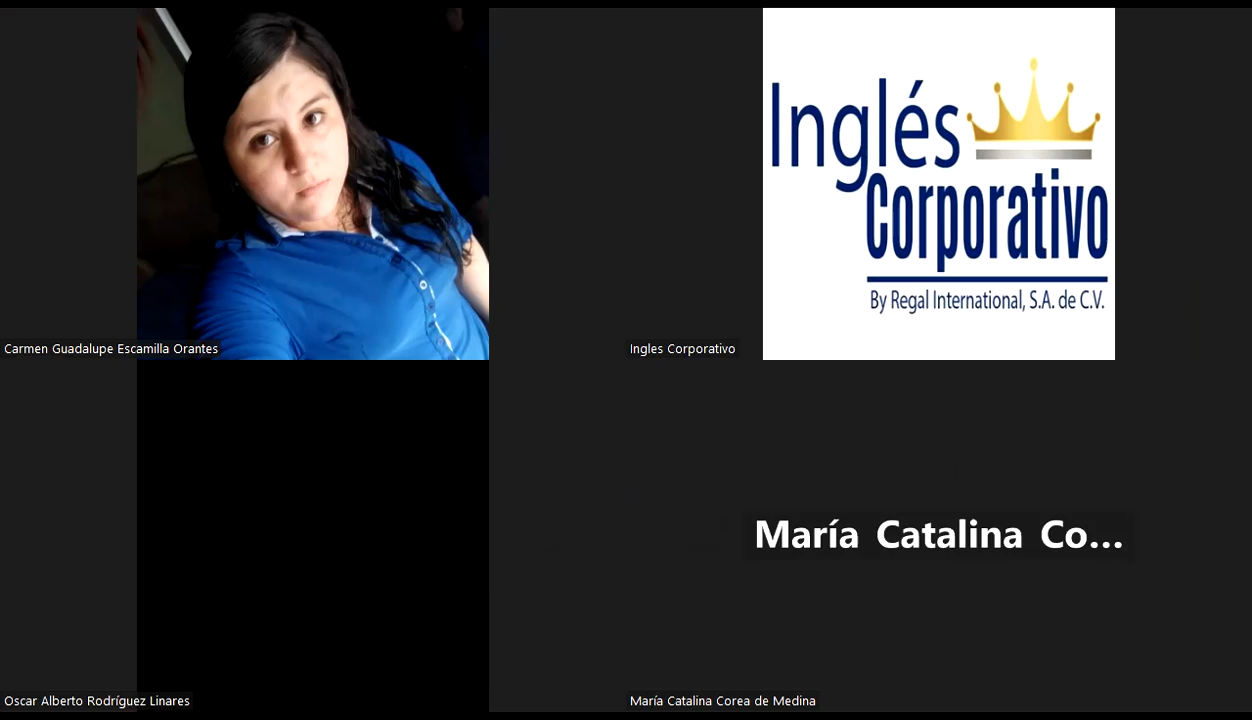 Inglés
Corporativo
By Regal International, S.A. de C.V.
Carmen Guadalupe Escamilla Orantes
Ingles Corporativo
María Catalina Co...
Oscar Alberto Rodríguez Linares
María Catalina Corea de Medina